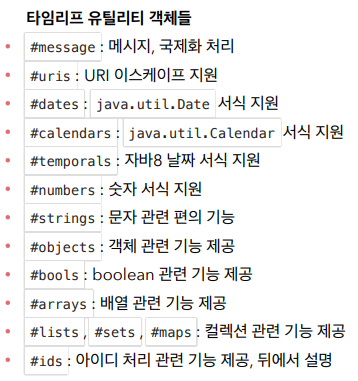 타임리프 유틸리티 객체들
• #message : 메시지, 국제화 처리
• #uris : URI 이스케이프 지원
• #dates : java.util.Date 서식 지원
• #calendars : java.util.Calendar 서식 지원
• #temporals : 자바8 날짜 서식 지원
• #numbers : 숫자 서식 지원
• #strings : 문자 관련 편의 기능
• #objects : 객체 관련 기능 제공
• #bools : boolean 관련 기능 제공
• #arrays : 배열 관련 기능 제공
• #lists , #sets , #maps : 컬렉션 관련 기능 제공
• #ids : 아이디 처리 관련 기능 제공, 뒤에서 설명